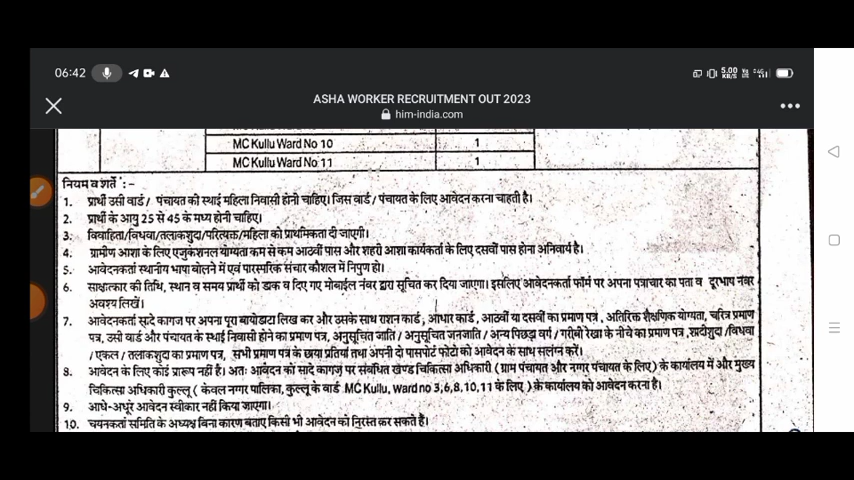 06:42
5.00 KB/S
ASHA WORKER RECRUITMENT OUT 2023
him-india.com
MC Kullu Ward No 10 1
MC Kullu Ward No 11 1
नियम व शर्ते :-
1. प्रार्थी उसी वार्ड / पंचायत की स्थाई महिला निवासी होनी चाहिए। जिस वार्ड / पंचायत के लिए आवेदन करना चाहती है।
2. प्रार्थी के आयु 25 से 45 के मध्य होनी चाहिए।
3. विवाहिता/विधवा/तलाकशुदा/परित्यक्त/महिला को प्राथमिकता दी जाएगी।
4. ग्रामीण आशा के लिए एजुकेशनल योग्यता कम से कम आठवीं पास और शहरी आशा कार्यकर्ता के लिए दसवीं पास होना अनिवार्य है।
5. आवेदनकर्ता स्थानीय भाषा बोलने में एवं पारस्परिक संचार कौशल में निपुण हो।
6. साक्षात्कार की तिथि, स्थान व समय प्रार्थी को डाक व दिए गए मोबाईल नंबर द्वारा सूचित कर दिया जाएगा। इसलिए आवेदनकर्ता फॉर्म पर अपना पत्राचार का पता व दूरभाष नंबर
अवश्य लिखें।
7. आवेदनकर्ता सादे कागज पर अपना पूरा बायोडाटा लिख कर और उसके साथ राशन कार्ड, आधार कार्ड, आठवीं या दसवीं का प्रमाण पत्र, अतिरिक्त शैक्षणिक योग्यता, चरित्र प्रमाण
पत्र, उसी वार्ड और पंचायत के स्थाई निवासी होने का प्रमाण पत्र, अनुसूचित जाति / अनुसूचित जनजाति / अन्य पिछड़ा वर्ग / गरीबी रेखा के नीचे का प्रमाण पत्र, शादीशुदा/विधवा
/ एकल / तलाकशुदा का प्रमाण पत्र, सभी प्रमाण पत्र के छाया प्रतियां तथा अपनी दो पासपोर्ट फोटो को आवेदन के साथ सलंग्न करें।
8. आवेदन के लिए कोई प्रारूप नहीं है। अतः आवेदन को सादे कागज पर संबंधित खण्ड चिकित्सा अधिकारी (ग्राम पंचायत और नगर पंचायत के लिए) के कार्यालय में और मुख्य
चिकित्सा अधिकारी कुल्लू ( केवल नगर पालिका, कुल्लू के वार्ड MC Kullu, Ward no 3,6,8,10,11 के लिए ) के कार्यालय को आवेदन करना है।
9. आधे-अधूरे आवेदन स्वीकार नहीं किया जाएगा।
10. चयनकर्ता समिति के अध्यक्ष बिना कारण बताए किसी भी आवेदन को निरस्त कर सकते हैं।